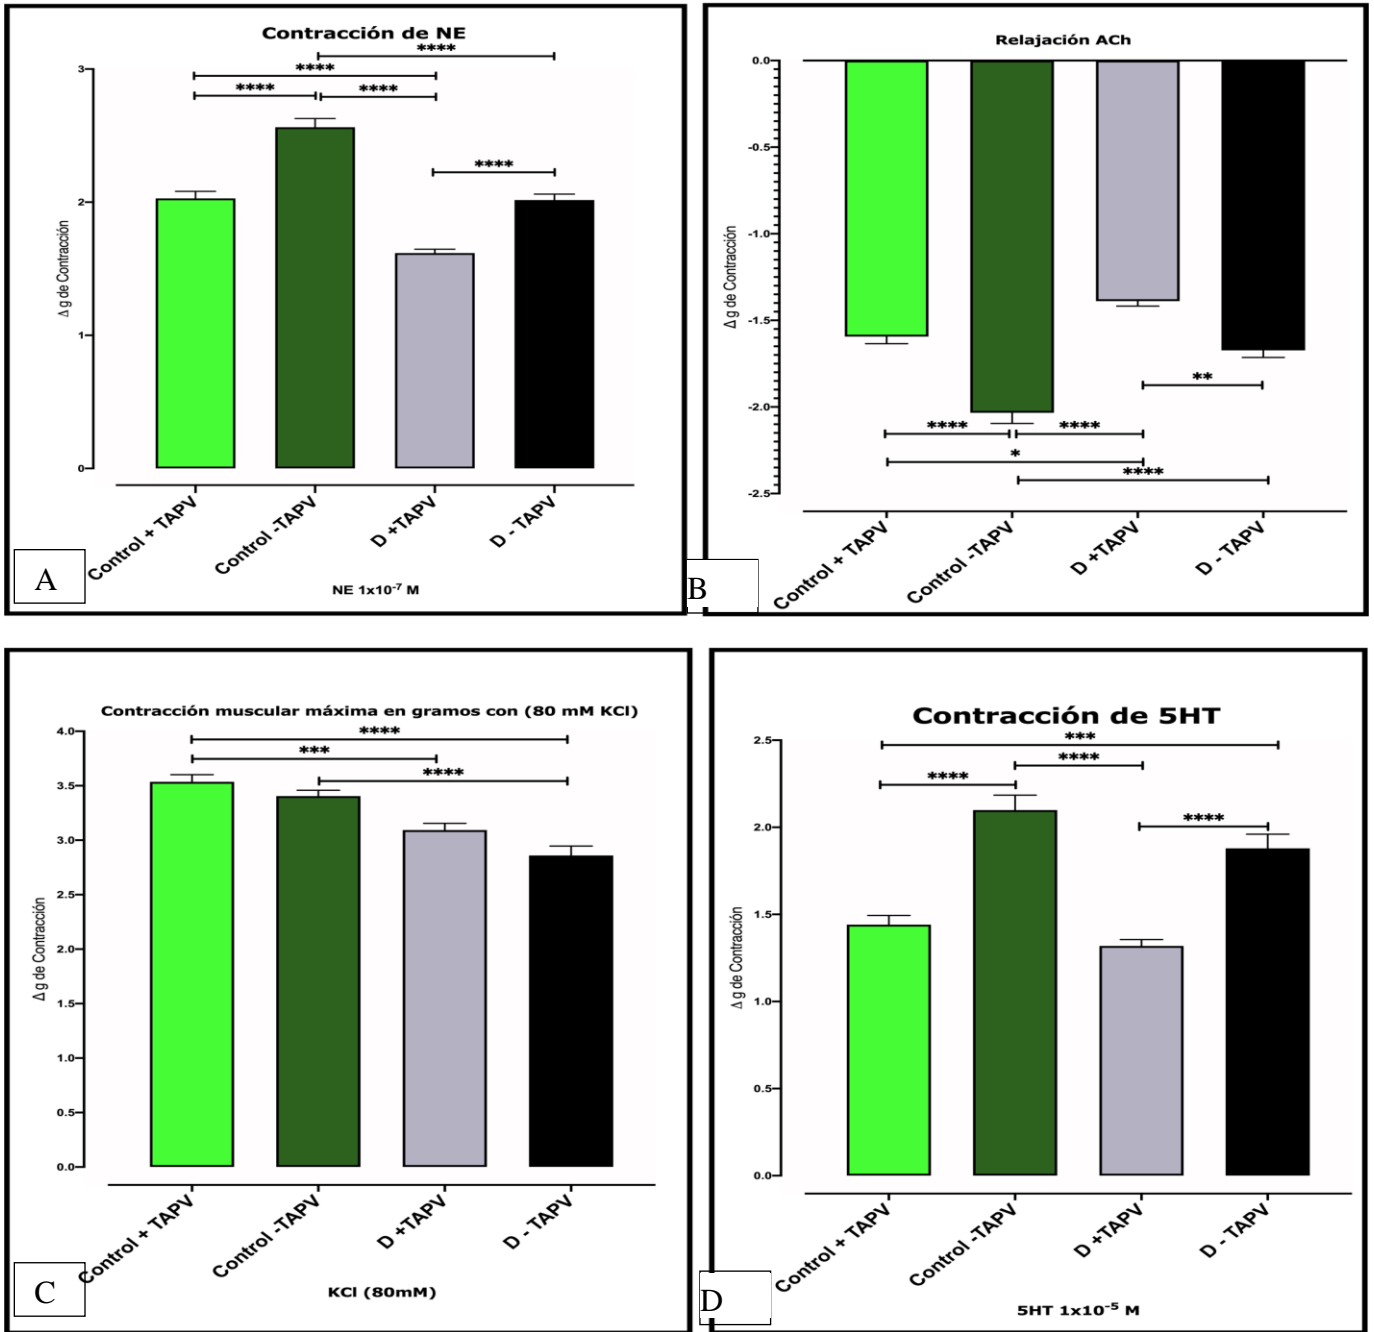 Contracción de NE
****
****
**** ****
****
3
2
1
0
Δ g de Contracción
Control + TAPV
Control -TAPV
D +TAPV
D - TAPV
NE 1x10⁻⁷ M
A
Relajación ACh
0.0
-0.5
-1.0
-1.5
-2.0
-2.5
Δ g de Contracción
**
**** ****
*
****
Control + TAPV
Control -TAPV
D +TAPV
D - TAPV
B
Contracción muscular máxima en gramos con (80 mM KCl)
****
***
****
4.0
3.5
3.0
2.5
2.0
1.5
1.0
0.5
0.0
Δ g de Contracción
Control + TAPV
Control -TAPV
D +TAPV
D - TAPV
KCl (80mM)
C
Contracción de 5HT
***
****
****
****
2.5
2.0
1.5
1.0
0.5
0.0
Δ g de Contracción
Control + TAPV
Control -TAPV
D +TAPV
D - TAPV
5HT 1x10⁻⁵ M
D